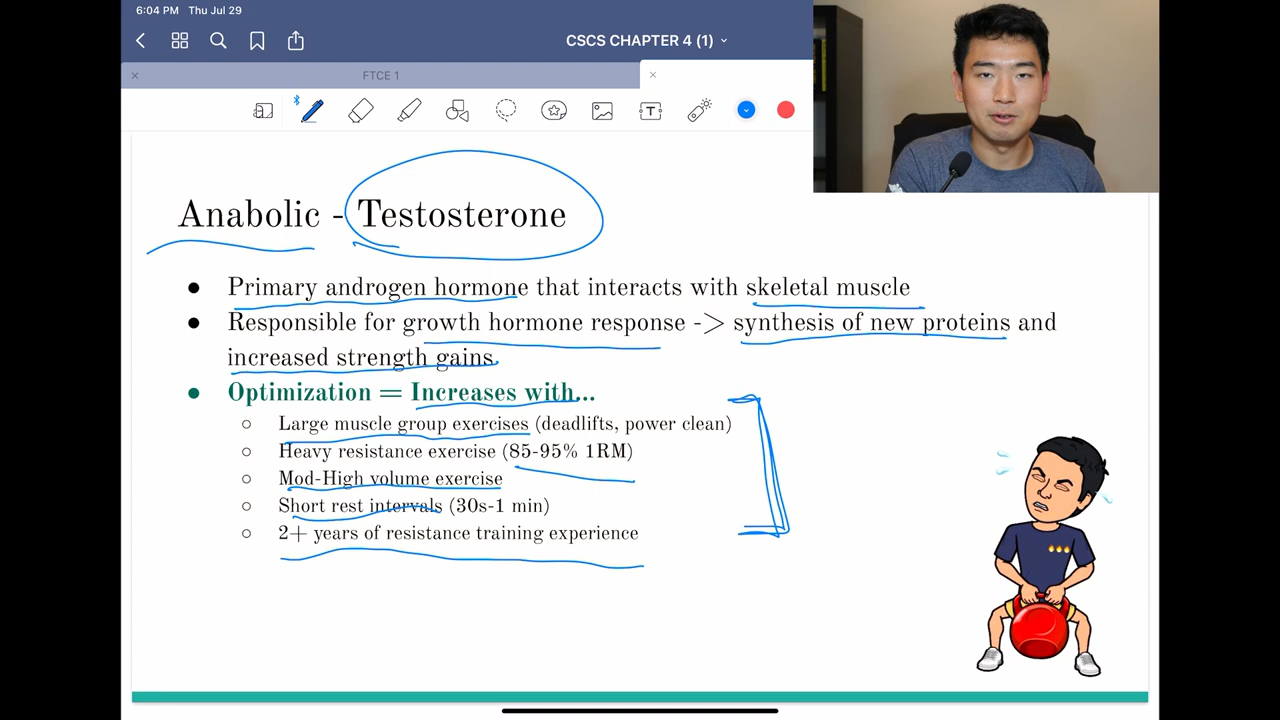 6:04 PM Thu Jul 29
CSCS CHAPTER 4 (1)
FTCE 1
T
Anabolic - Testosterone
● Primary androgen hormone that interacts with skeletal muscle
● Responsible for growth hormone response -> synthesis of new proteins and
increased strength gains.
● Optimization = Increases with...
○ Large muscle group exercises (deadlifts, power clean)
○ Heavy resistance exercise (85-95% 1RM)
○ Mod-High volume exercise
○ Short rest intervals (30s-1 min)
○ 2+ years of resistance training experience